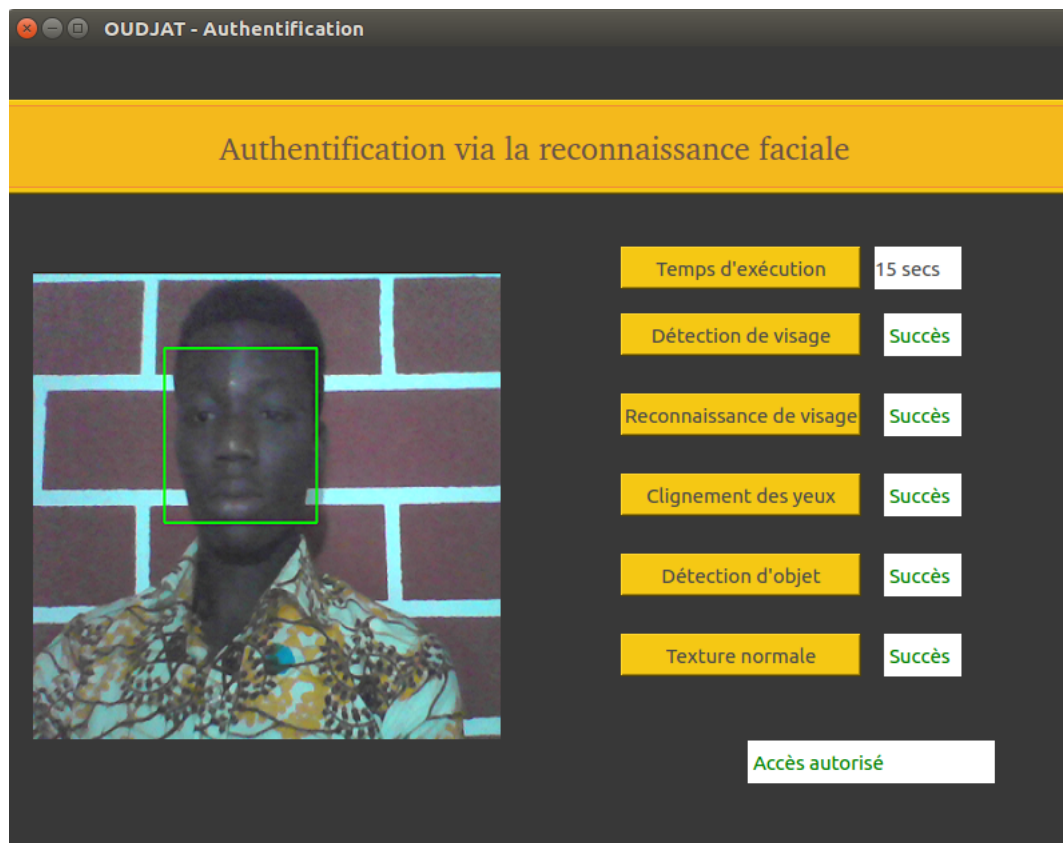 OUDJAT - Authentification
Authentification via la reconnaissance faciale
Temps d'exécution 15 secs
Détection de visage Succès
Reconnaissance de visage Succès
Clignement des yeux Succès
Détection d'objet Succès
Texture normale Succès
Accès autorisé